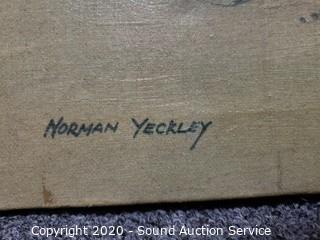 NORMAN YECKLEY
Copyright 2020 - Sound Auction Service